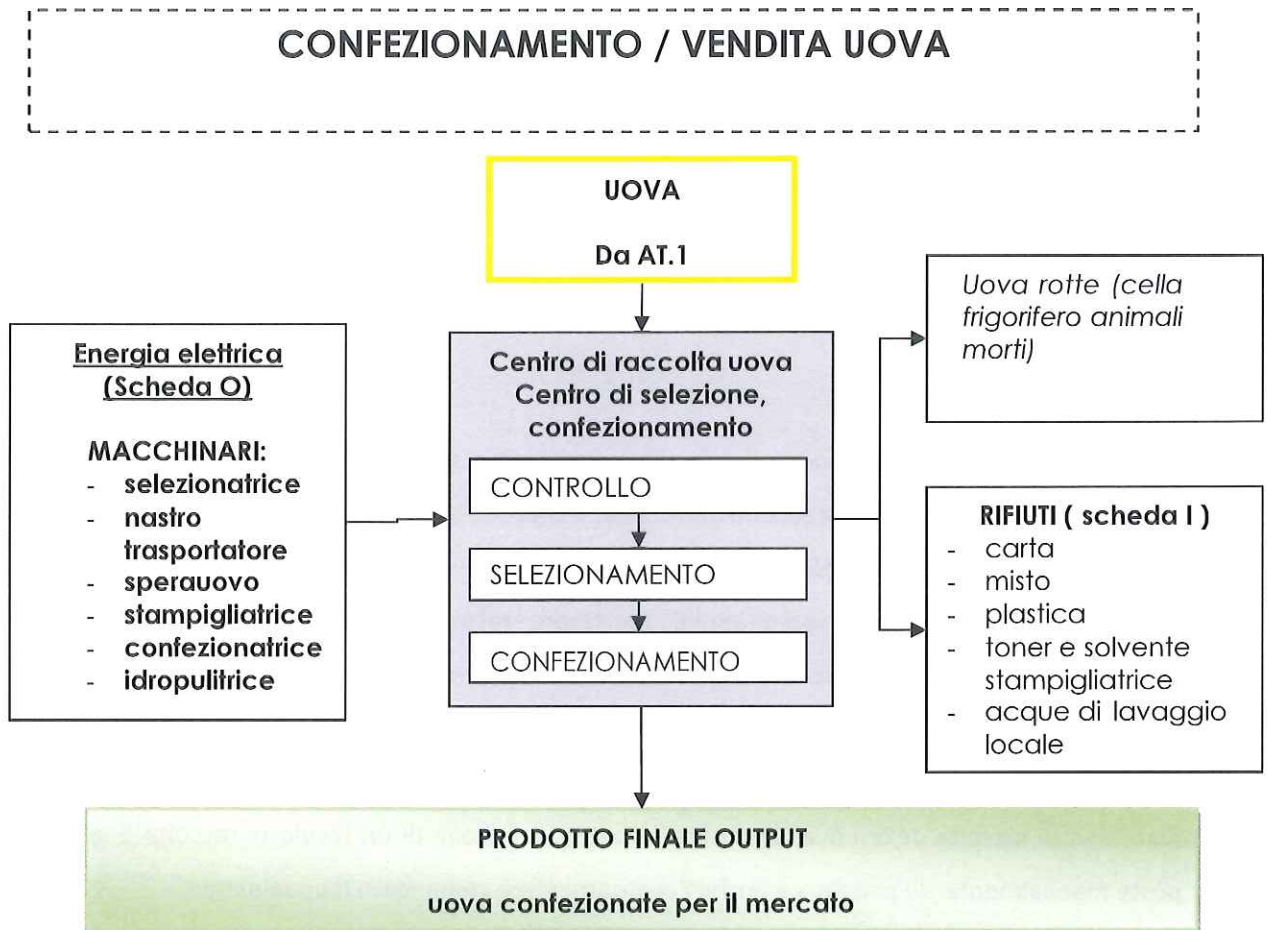 CONFEZIONAMENTO / VENDITA UOVA
UOVA
Da AT.1
Energia elettrica
(Scheda O)
MACCHINARI:
- selezionatrice
- nastro
trasportatore
- sperauovo
- stampigliatrice
- confezionatrice
- idropulitrice
Centro di raccolta uova
Centro di selezione,
confezionamento
CONTROLLO
SELEZIONAMENTO
CONFEZIONAMENTO
Uova rotte (cella
frigorifero animali
morti)
RIFIUTI ( scheda I )
- carta
- misto
- plastica
- toner e solvente
stampigliatrice
- acque di lavaggio
locale
PRODOTTO FINALE OUTPUT
uova confezionate per il mercato